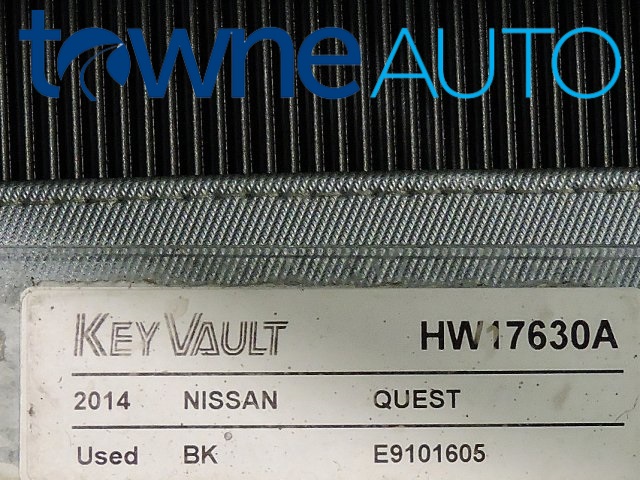 towne AUTO
KEY VAULT HW17630A
2014 NISSAN QUEST
Used BK E9101605